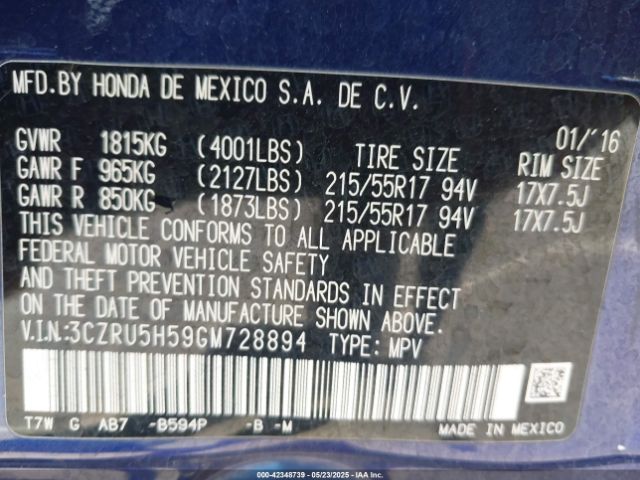 MFD.BY HONDA DE MEXICO S.A. DE C.V.
01/'16
GVWR 1815KG (4001LBS) TIRE SIZE RIM SIZE
GAWR F 965KG (2127LBS) 215/55R17 94V 17X7.5J
GAWR R 850KG (1873LBS) 215/55R17 94V 17X7.5J
THIS VEHICLE CONFORMS TO ALL APPLICABLE
FEDERAL MOTOR VEHICLE SAFETY
AND THEFT PREVENTION STANDARDS IN EFFECT
ON THE DATE OF MANUFACTURE SHOWN ABOVE.
V.I.N:3CZRU5H59GM728894 TYPE: MPV
T7W G AB7 -B594P -B -M MADE IN MEXICO
000-42348739 - 05/23/2025 - IAAI.COM